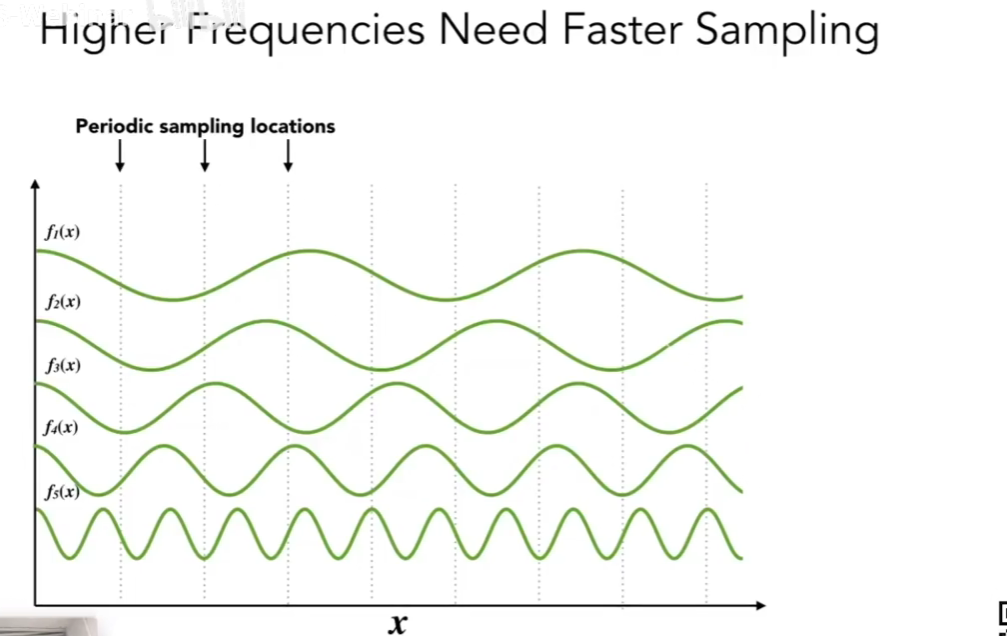 Higher Frequencies Need Faster Sampling
Periodic sampling locations
f₁(x)
f₂(x)
f₃(x)
f₄(x)
f₅(x)
x